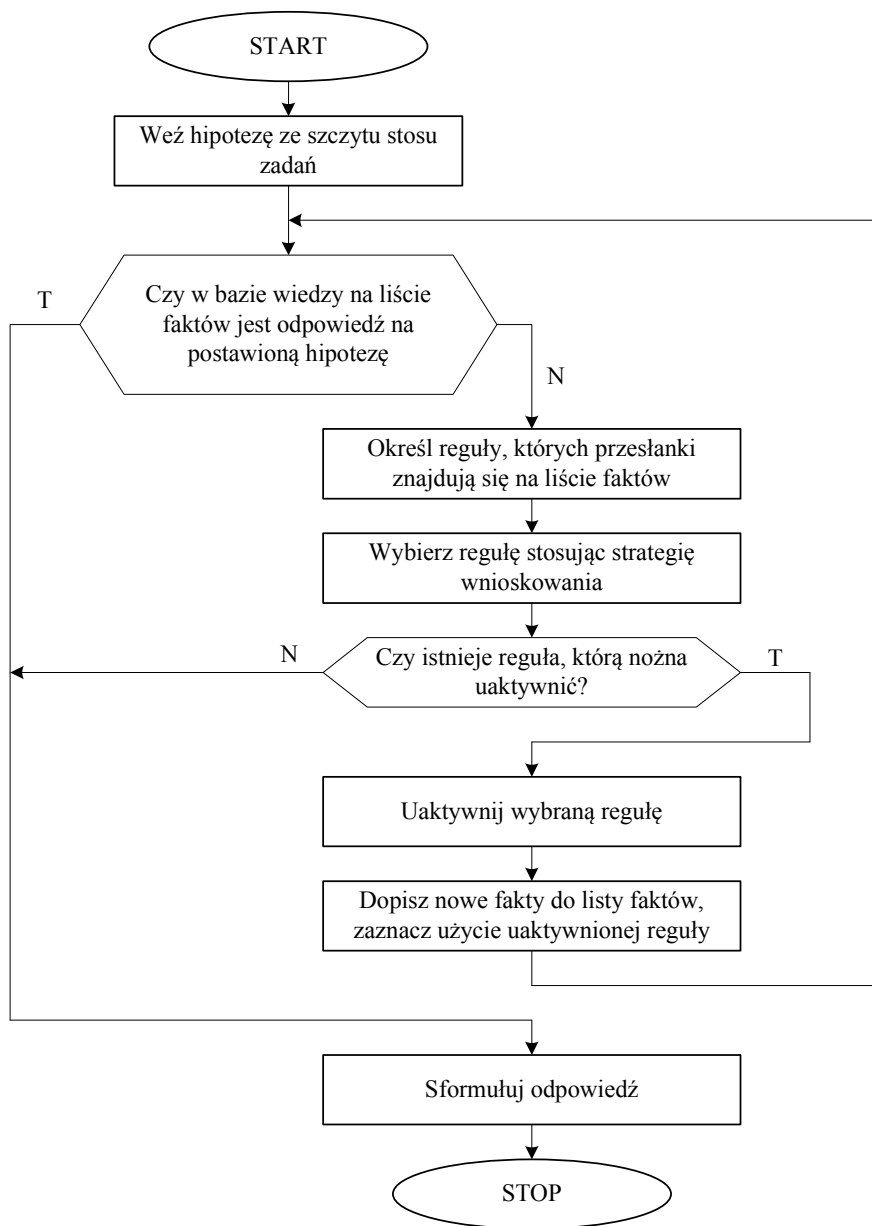 START
Weź hipotezę ze szczytu stosu
zadań
Czy w bazie wiedzy na liście
faktów jest odpowiedź na
postawioną hipotezę
T
N
Określ reguły, których przesłanki
znajdują się na liście faktów
Wybierz regułę stosując strategię
wnioskowania
Czy istnieje reguła, którą nożna
uaktywnić?
N
T
Uaktywnij wybraną regułę
Dopisz nowe fakty do listy faktów,
zaznacz użycie uaktywnionej reguły
Sformułuj odpowiedź
STOP